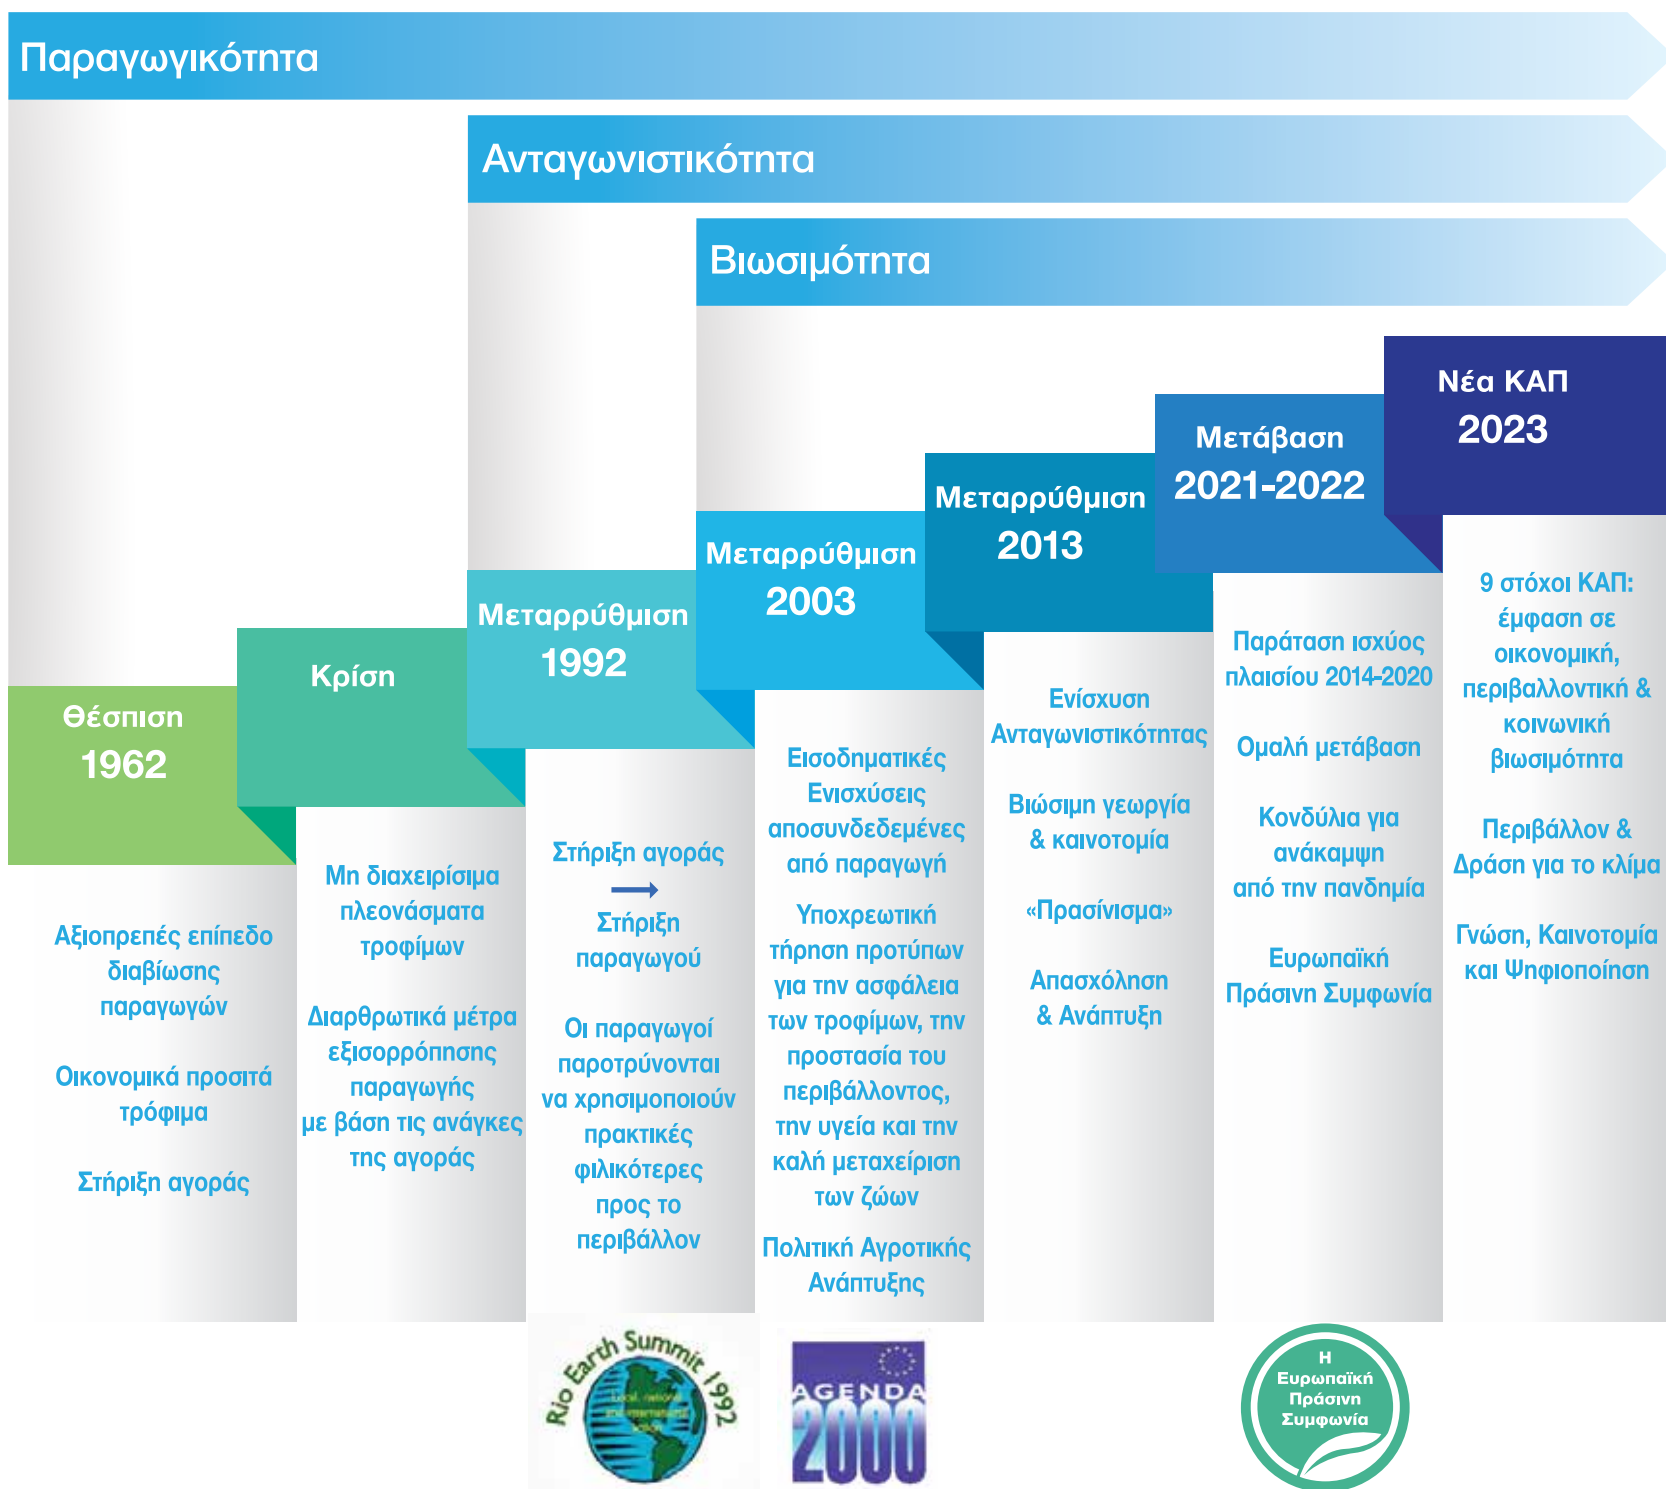 Παραγωγικότητα
Ανταγωνιστικότητα
Βιωσιμότητα
Θέσπιση
1962
Αξιοπρεπές επίπεδο
διαβίωσης
παραγωγών
Οικονομικά προσιτά
τρόφιμα
Στήριξη αγοράς
Κρίση
Μη διαχειρίσιμα
πλεονάσματα
τροφίμων
Διαρθρωτικά μέτρα
εξισορρόπησης
παραγωγής
με βάση τις ανάγκες
της αγοράς
Μεταρρύθμιση
1992
Στήριξη αγοράς
→
Στήριξη
παραγωγού
Οι παραγωγοί
παροτρύνονται
να χρησιμοποιούν
πρακτικές
φιλικότερες
προς το
περιβάλλον
Μεταρρύθμιση
2003
Εισοδηματικές
Ενισχύσεις
αποσυνδεδεμένες
από παραγωγή
Υποχρεωτική
τήρηση προτύπων
για την ασφάλεια
των τροφίμων, την
προστασία του
περιβάλλοντος,
την υγεία και την
καλή μεταχείριση
των ζώων
Πολιτική Αγροτικής
Ανάπτυξης
Μεταρρύθμιση
2013
Ενίσχυση
Ανταγωνιστικότητας
Βιώσιμη γεωργία
& καινοτομία
«Πρασίνισμα»
Απασχόληση
& Ανάπτυξη
Μετάβαση
2021-2022
Παράταση ισχύος
πλαισίου 2014-2020
Ομαλή μετάβαση
Κονδύλια για
ανάκαμψη
από την πανδημία
Ευρωπαϊκή
Πράσινη Συμφωνία
Νέα ΚΑΠ
2023
9 στόχοι ΚΑΠ:
έμφαση σε
οικονομική,
περιβαλλοντική &
κοινωνική
βιωσιμότητα
Περιβάλλον &
Δράση για το κλίμα
Γνώση, Καινοτομία
και Ψηφιοποίηση
Rio Earth Summit 1992
AGENDA
2000
Η
Ευρωπαϊκή
Πράσινη
Συμφωνία